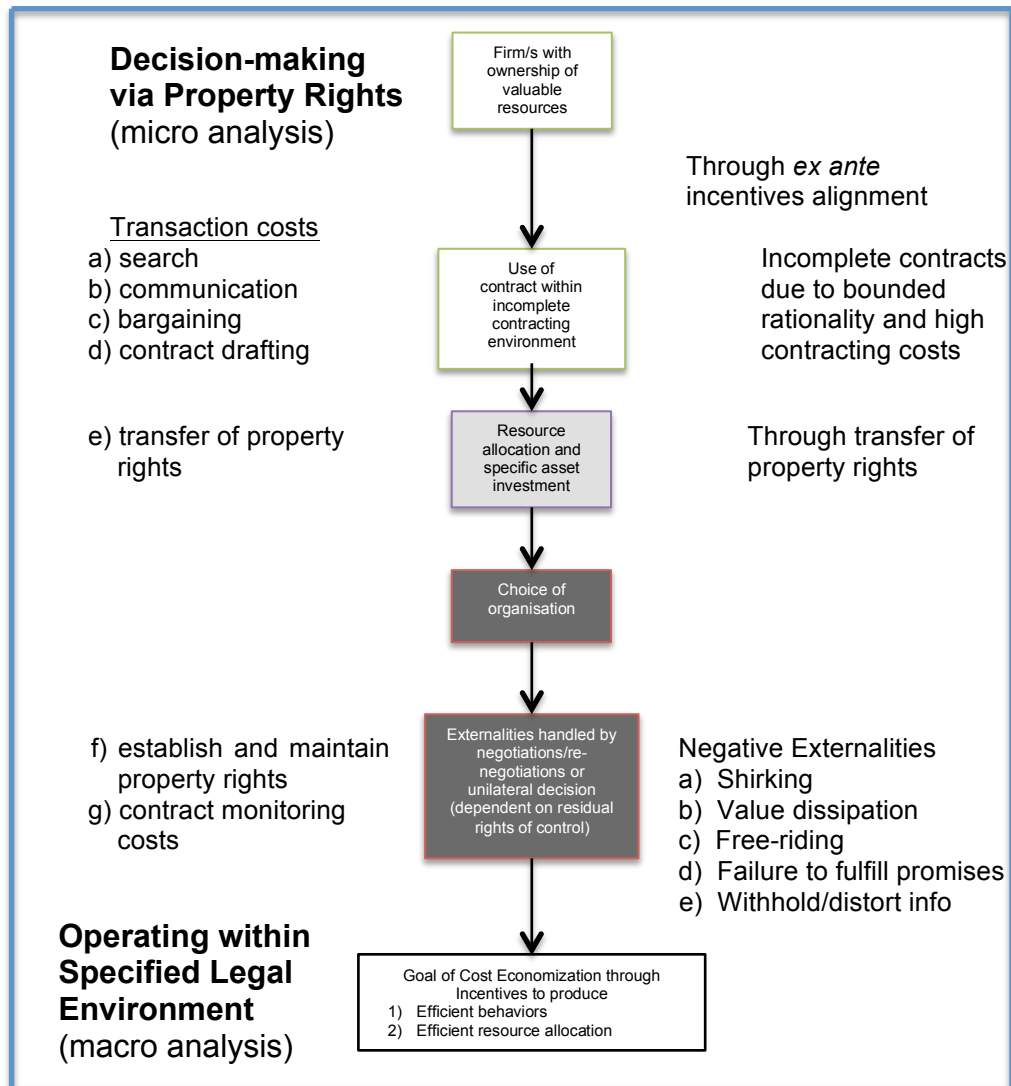 Decision-making
via Property Rights
(micro analysis)
Firm/s with
ownership of
valuable
resources
Through ex ante
incentives alignment
Transaction costs
a) search
b) communication
c) bargaining
d) contract drafting
Use of
contract within
incomplete
contracting
environment
Incomplete contracts
due to bounded
rationality and high
contracting costs
e) transfer of property
rights
Resource
allocation and
specific asset
investment
Through transfer of
property rights
Choice of
organisation
f) establish and maintain
property rights
g) contract monitoring
costs
Externalities handled by
negotiations/re-
negotiations or
unilateral decision
(dependent on residual
rights of control)
Negative Externalities
a) Shirking
b) Value dissipation
c) Free-riding
d) Failure to fulfill promises
e) Withhold/distort info
Operating within
Specified Legal
Environment
(macro analysis)
Goal of Cost Economization through
Incentives to produce
1) Efficient behaviors
2) Efficient resource allocation